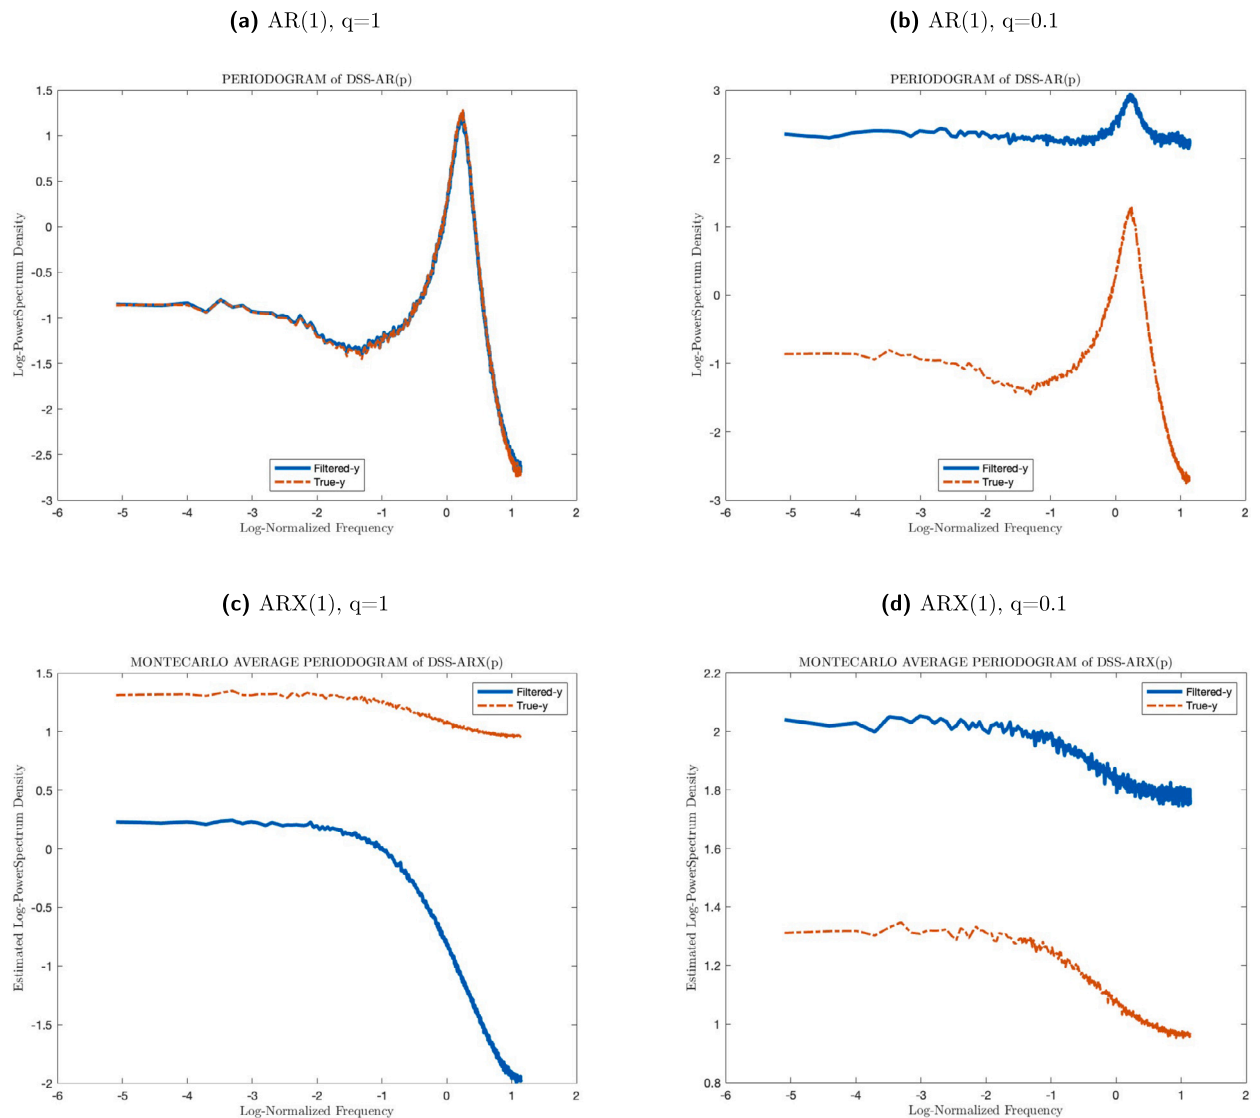 (a) AR(1), q=1
(b) AR(1), q=0.1
PERIODOGRAM of DSS-AR(p)
1.5
1
0.5
0
-0.5
-1
-1.5
-2
-2.5
-3
Log-PowerSpectrum Density
Filtered-y
True-y
-6 -5 -4 -3 -2 -1 0 1 2
Log-Normalized Frequency
PERIODOGRAM of DSS-AR(p)
3
2
1
0
-1
-2
-3
Log-PowerSpectrum Density
Filtered-y
True-y
-6 -5 -4 -3 -2 -1 0 1 2
Log-Normalized Frequency
(c) ARX(1), q=1
(d) ARX(1), q=0.1
MONTECARLO AVERAGE PERIODOGRAM of DSS-ARX(p)
1.5
1
0.5
0
-0.5
-1
-1.5
-2
Estimated Log-PowerSpectrum Density
Filtered-y
True-y
-6 -5 -4 -3 -2 -1 0 1 2
Log-Normalized Frequency
MONTECARLO AVERAGE PERIODOGRAM of DSS-ARX(p)
2.2
2
1.8
1.6
1.4
1.2
1
0.8
Estimated Log-PowerSpectrum Density
Filtered-y
True-y
-6 -5 -4 -3 -2 -1 0 1 2
Log-Normalized Frequency